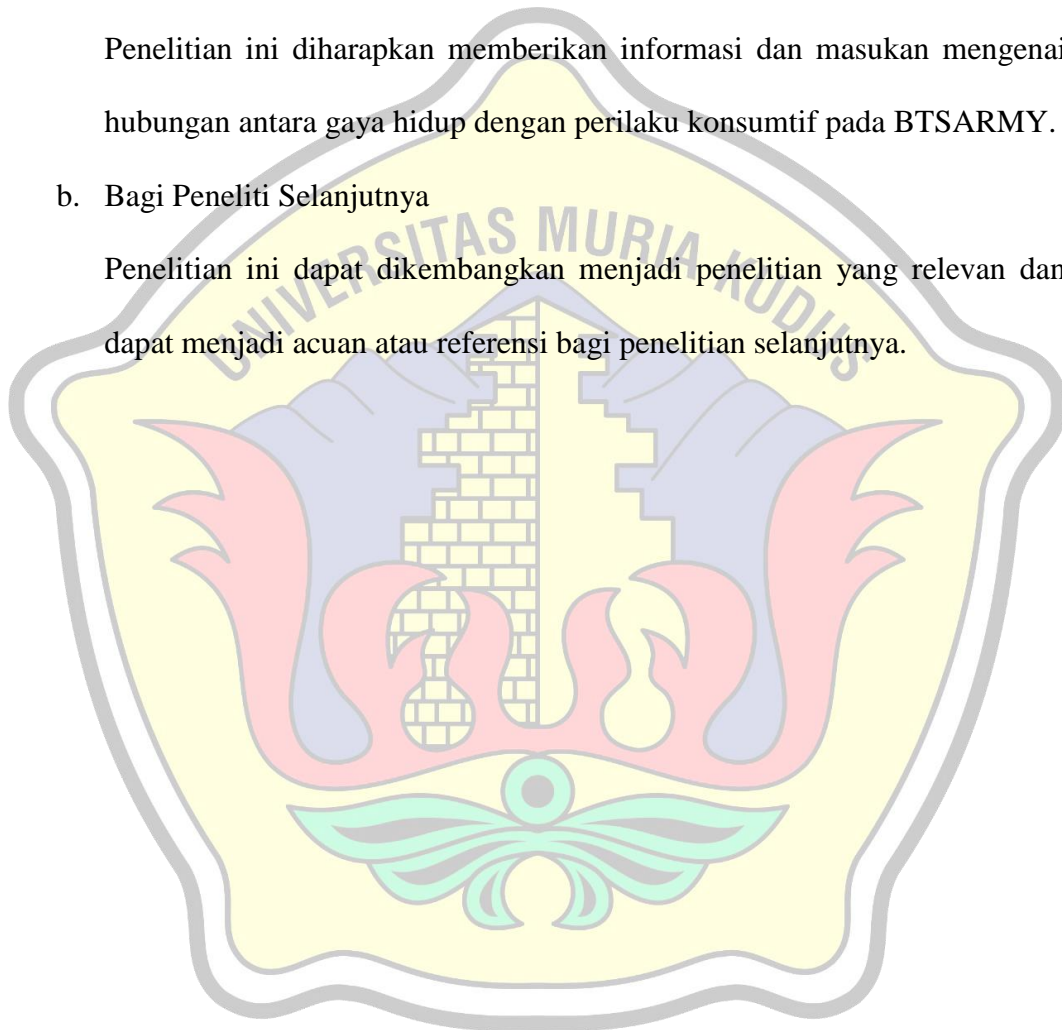 Penelitian ini diharapkan memberikan informasi dan masukan mengenai
hubungan antara gaya hidup dengan perilaku konsumtif pada BTSARMY.
b. Bagi Peneliti Selanjutnya
UNIVERSITAS MURIA KUDUS
Penelitian ini dapat dikembangkan menjadi penelitian yang relevan dan
dapat menjadi acuan atau referensi bagi penelitian selanjutnya.